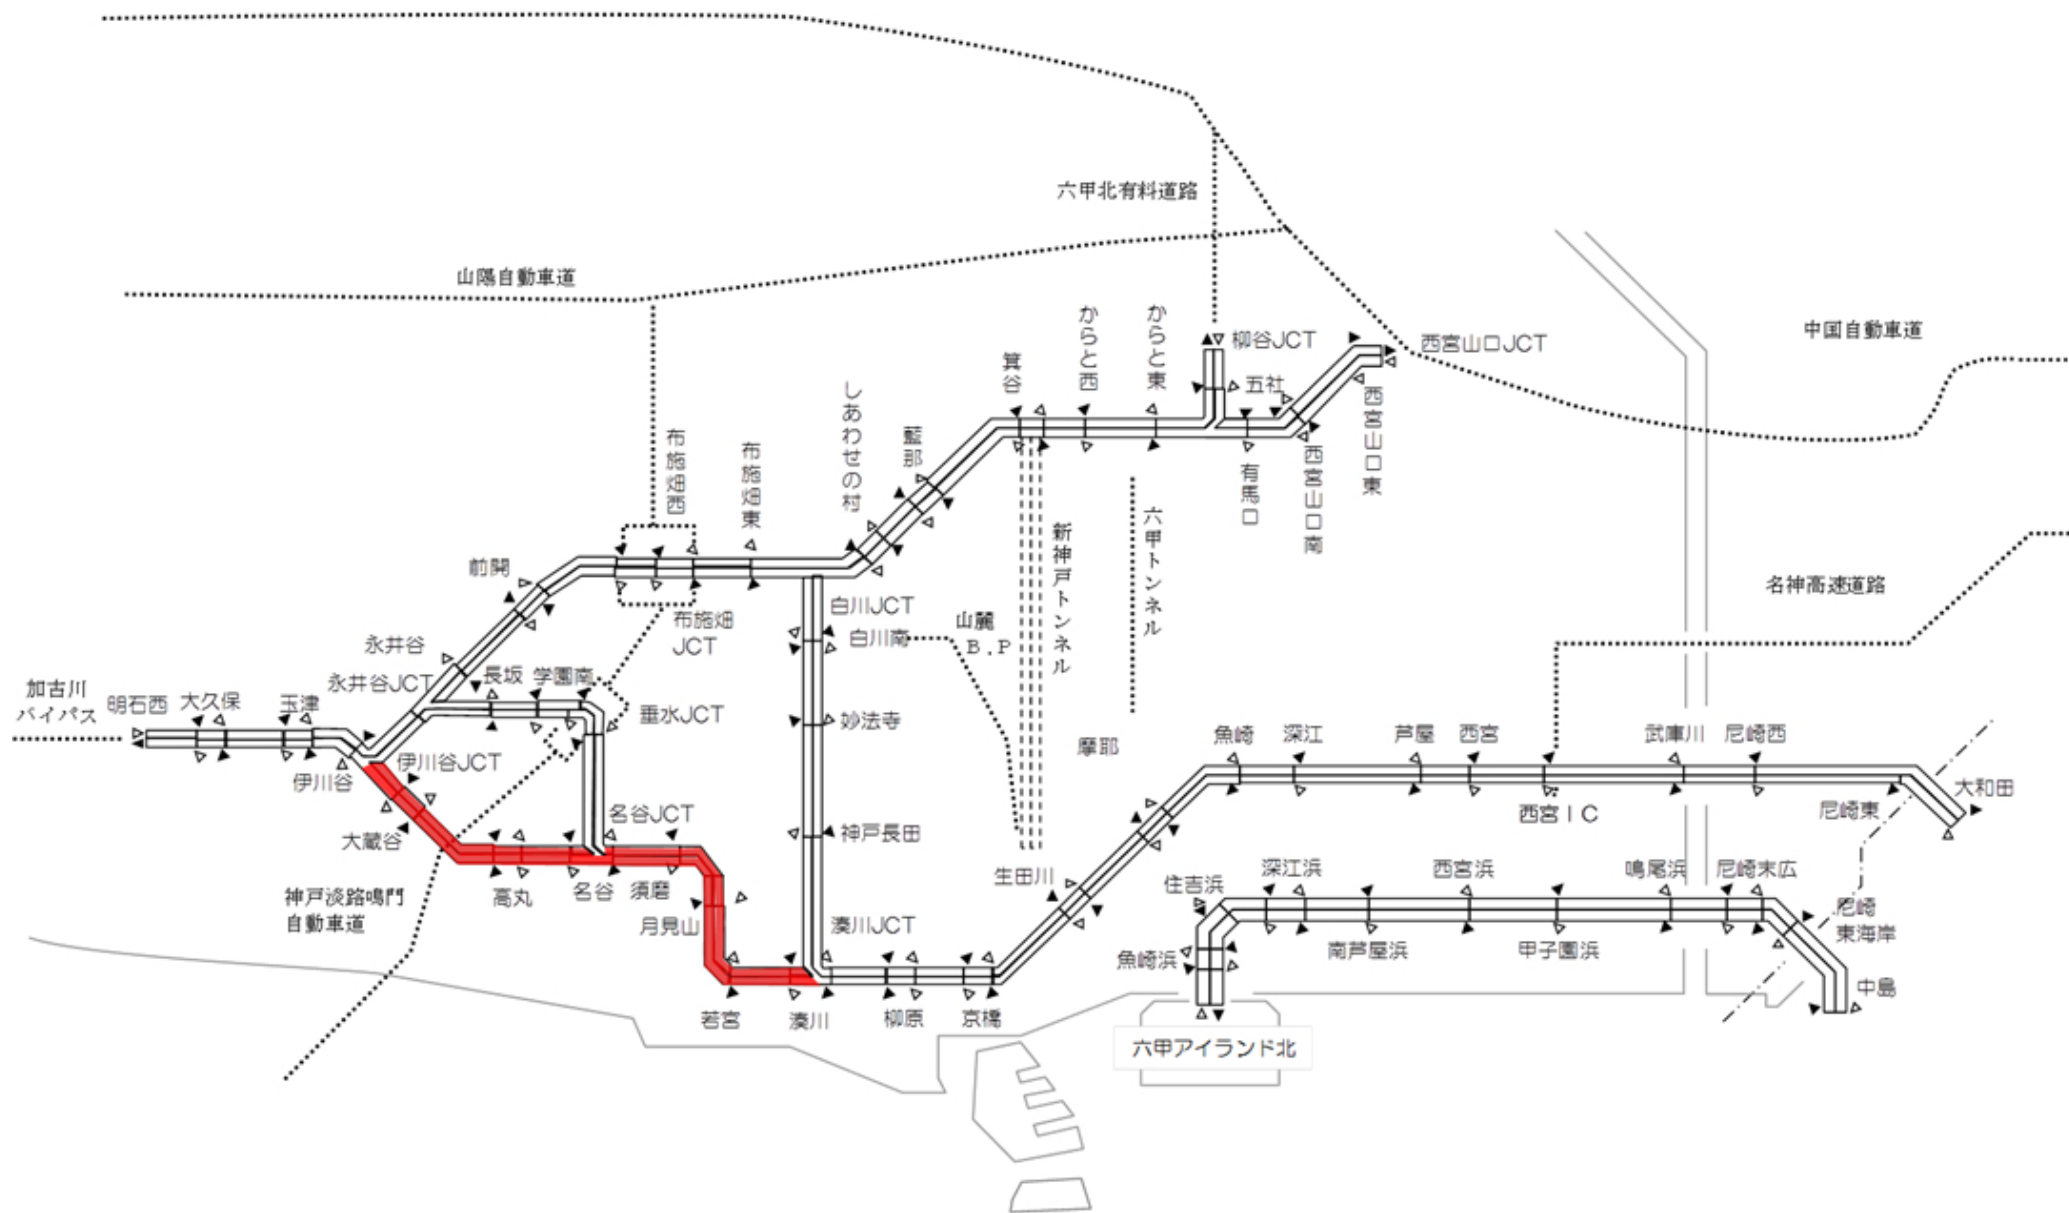 六甲北有料道路
山陽自動車道
中国自動車道
柳谷JCT
西宮山口JCT
からと西
からと東
箕谷
五社
しあわせの村
藍那
西宮山口東
布施畑西
布施畑東
有馬口
西宮山口南
新神戸トンネル
六甲トンネル
前開
名神高速道路
白川JCT
布施畑
JCT
白川南
山麓
B.P
永井谷
永井谷JCT
長坂
学園南
加古川
バイパス
明石西
大久保
玉津
垂水JCT
妙法寺
摩耶
魚崎
深江
芦屋
西宮
武庫川
尼崎西
伊川谷
伊川谷JCT
大和田
大蔵谷
名谷JCT
神戸長田
西宮IC
尼崎東
神戸淡路鳴門
自動車道
高丸
名谷
須磨
月見山
生田川
住吉浜
深江浜
西宮浜
鳴尾浜
尼崎末広
尼崎
東海岸
湊川JCT
魚崎浜
南芦屋浜
甲子園浜
中島
若宮
湊川
柳原
京橋
六甲アイランド北